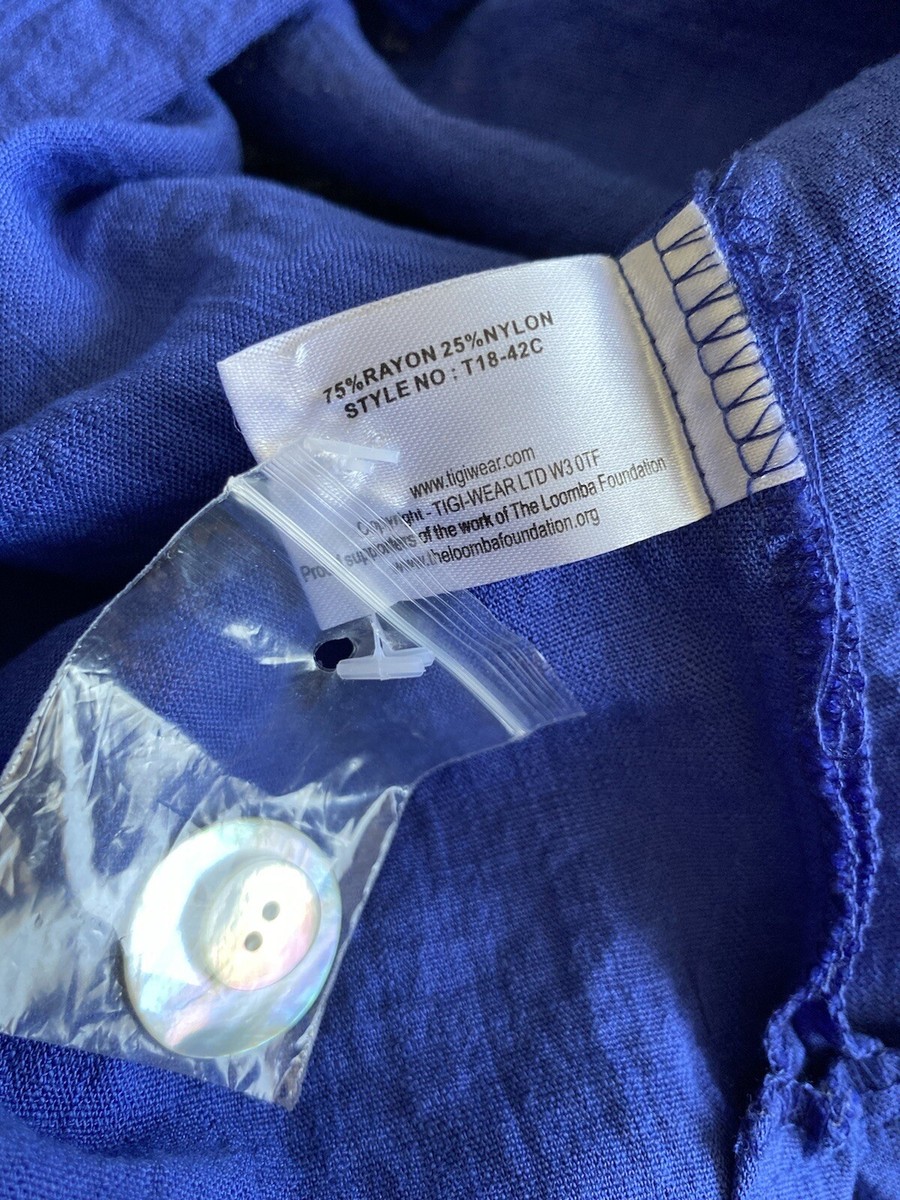 75%RAYON 25%NYLON
STYLE NO : T18-42C
www.tigiwear.com
Copyright - TIGI-WEAR LTD W3 0TF
Proud supporters of the work of The Loomba Foundation
www.theloombafoundation.org